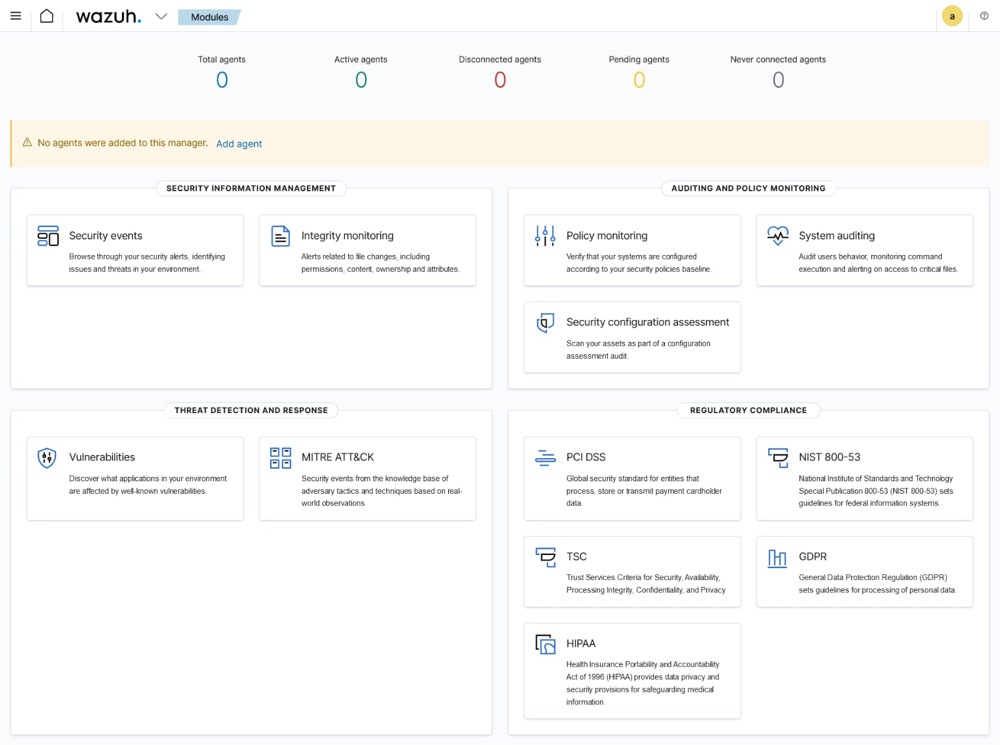 wazuh.
Modules
a
Total agents
0
Active agents
0
Disconnected agents
0
Pending agents
0
Never connected agents
0
No agents were added to this manager. Add agent
SECURITY INFORMATION MANAGEMENT
Security events
Browse through your security alerts, identifying
issues and threats in your environment.
Integrity monitoring
Alerts related to file changes, including
permissions, content, ownership and attributes.
AUDITING AND POLICY MONITORING
Policy monitoring
Verify that your systems are configured
according to your security policies baseline.
System auditing
Audit users behavior, monitoring command
execution and alerting on access to critical files.
Security configuration assessment
Scan your assets as part of a configuration
assessment audit.
THREAT DETECTION AND RESPONSE
Vulnerabilities
Discover what applications in your environment
are affected by well-known vulnerabilities.
MITRE ATT&CK
Security events from the knowledge base of
adversary tactics and techniques based on real-
world observations
REGULATORY COMPLIANCE
PCI DSS
Global security standard for entities that
process, store or transmit payment cardholder
data.
NIST 800-53
National Institute of Standards and Technology
Special Publication 800-53 (NIST 800-53) sets
guidelines for federal information systems.
TSC
Trust Services Criteria for Security, Availability,
Processing Integrity, Confidentiality, and Privacy
GDPR
General Data Protection Regulation (GDPR)
sets guidelines for processing of personal data.
HIPAA
Health Insurance Portability and Accountability
Act of 1996 (HIPAA) provides data privacy and
security provisions for safeguarding medical
information.